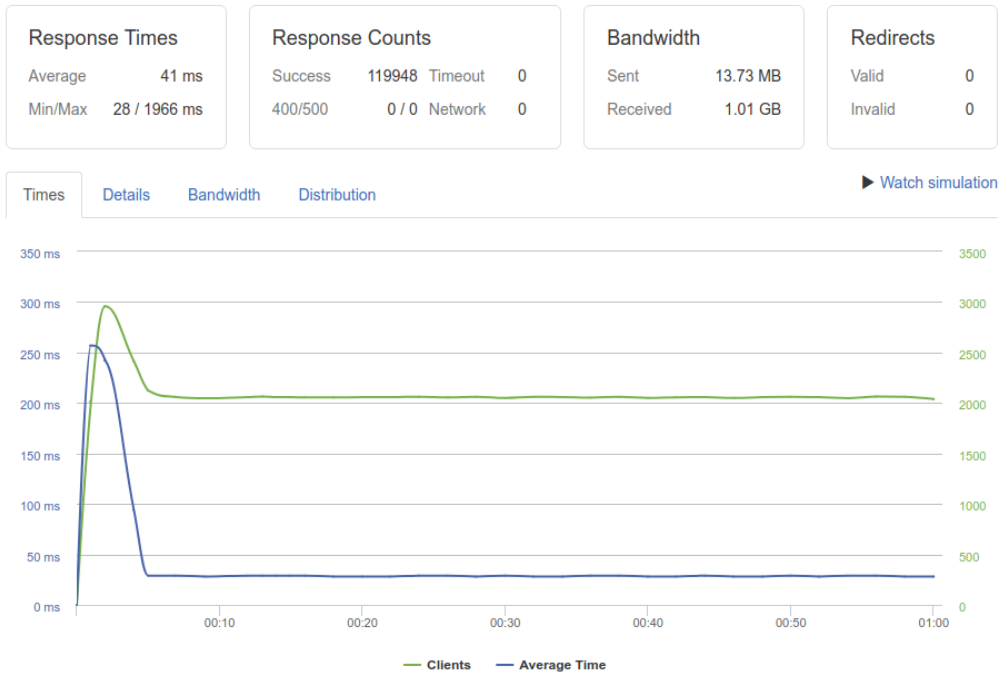 Response Times
Average 41 ms
Min/Max 28 / 1966 ms
Response Counts
Success 119948 Timeout 0
400/500 0 / 0 Network 0
Bandwidth
Sent 13.73 MB
Received 1.01 GB
Redirects
Valid 0
Invalid 0
Times Details Bandwidth Distribution
Watch simulation
350 ms 3500
300 ms 3000
250 ms 2500
200 ms 2000
150 ms 1500
100 ms 1000
50 ms 500
0 ms 0
00:10 00:20 00:30 00:40 00:50 01:00
Clients Average Time